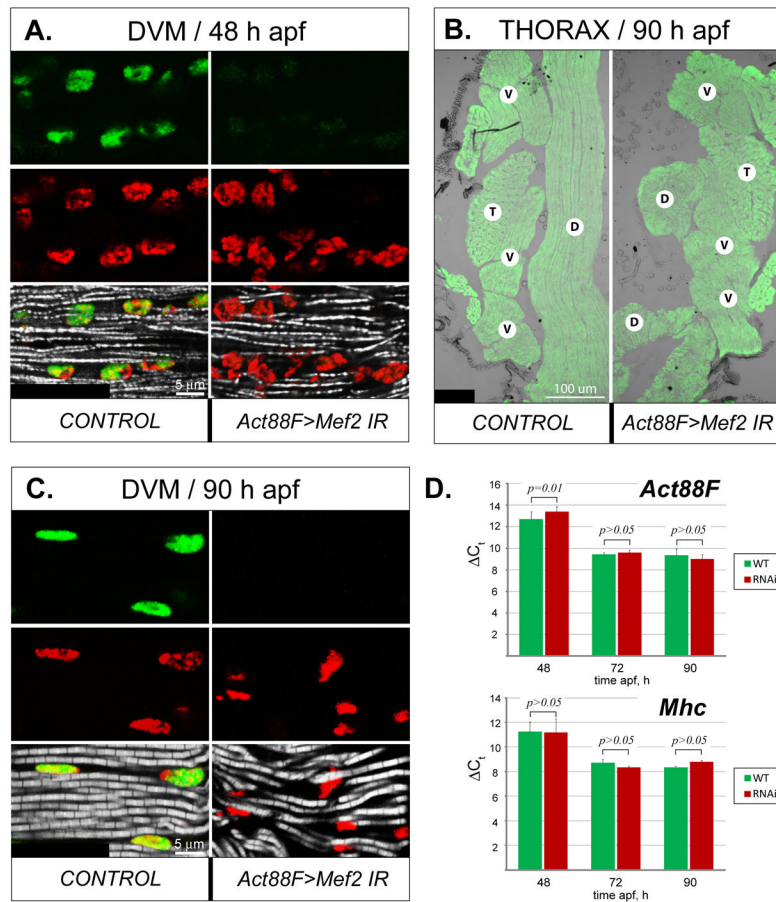 A. DVM / 48 h apf
5 µm
CONTROL
Act88F>Mef2 IR
B. THORAX / 90 h apf
V
V
T
T
D
D
V
V
V
V
D
100 um
CONTROL
Act88F>Mef2 IR
C. DVM / 90 h apf
5 µm
CONTROL
Act88F>Mef2 IR
D.
Act88F
16
14
12
10
8
6
4
2
ΔCt
p=0.01
p>0.05
p>0.05
WT
RNAi
48
72
90
time apf, h
Mhc
14
12
10
8
6
4
2
ΔCt
p>0.05
p>0.05
p>0.05
WT
RNAi
48
72
90
time apf, h